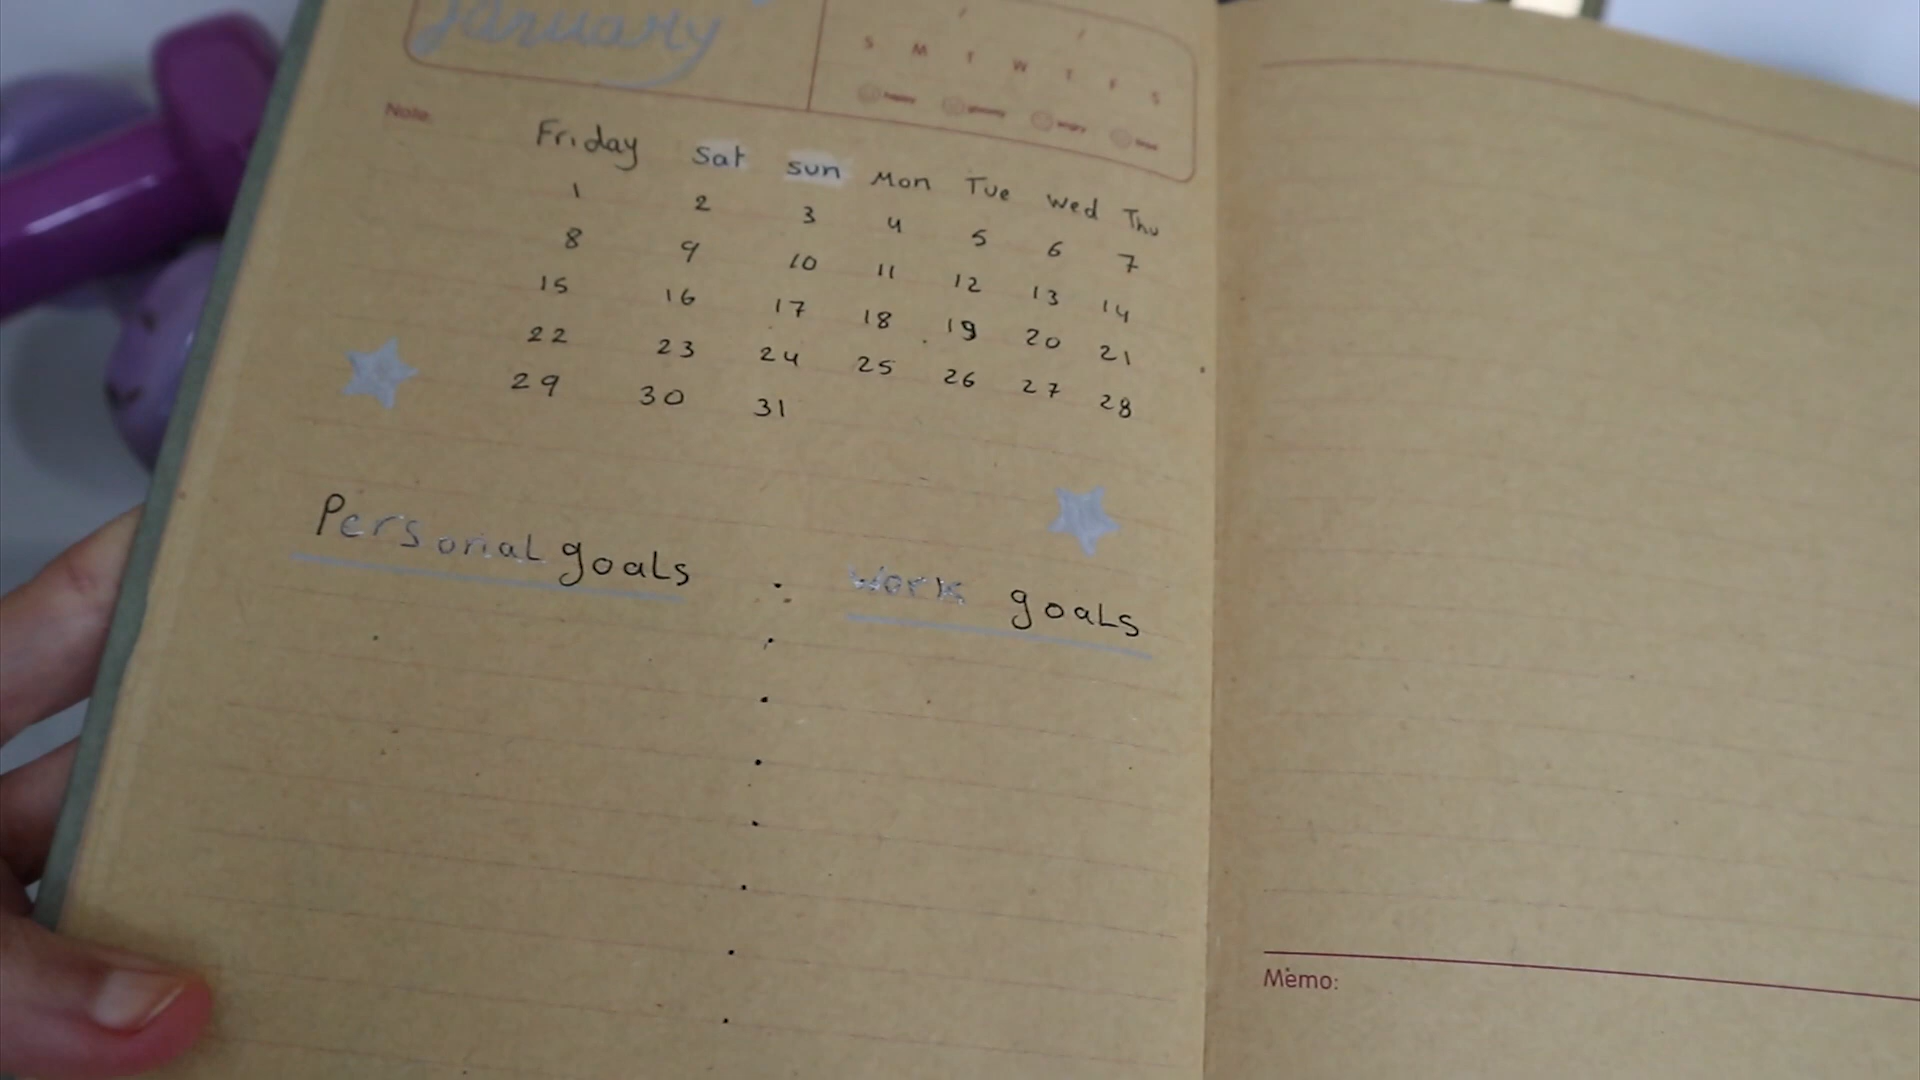 January
S M T W T F S
Note:
Friday Sat Sun Mon Tue Wed Thu
1 2 3 4 5 6 7
8 9 10 11 12 13 14
15 16 17 18 19 20 21
22 23 24 25 26 27 28
29 30 31
Personal goals
Work goals
Memo: